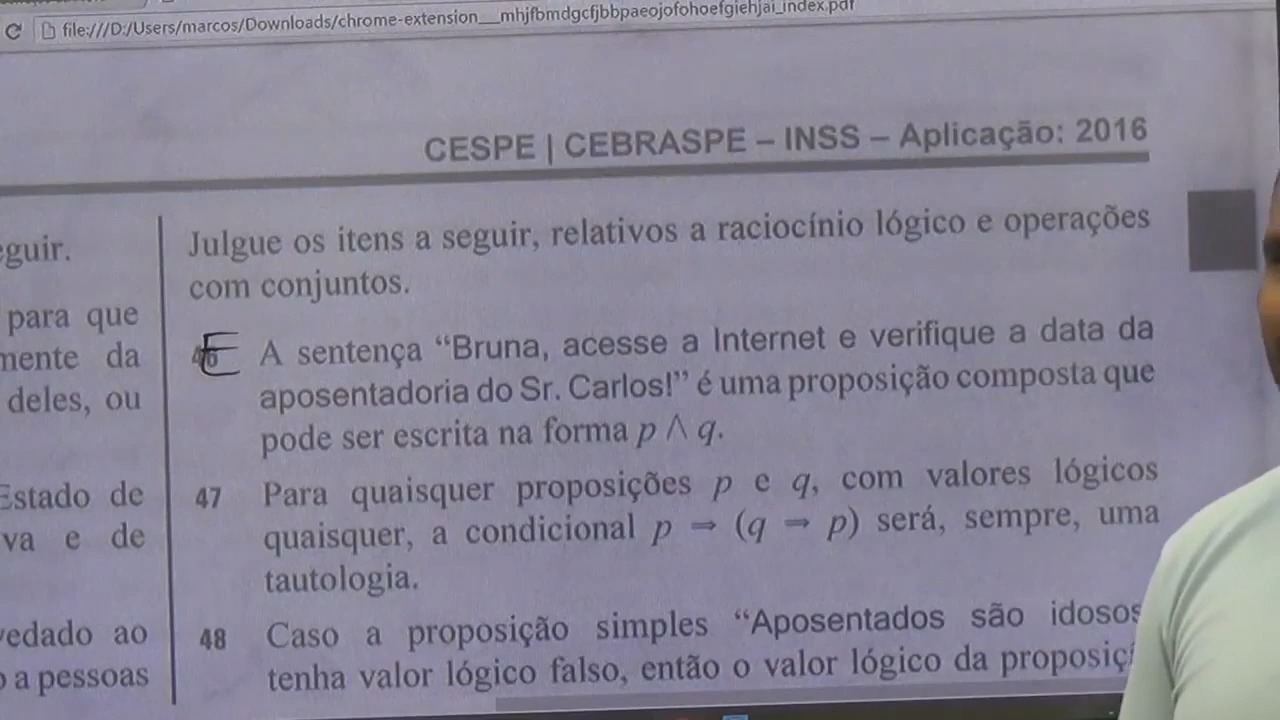 file:///D:/Users/marcos/Downloads/chrome-extension___mhjfbmdgcfjbbpaeojofohoefgiehjai_index.pdf
CESPE | CEBRASPE – INSS – Aplicação: 2016
eguir.
para que
mente da
deles, ou
Estado de
va e de
vedado ao
o a pessoas
Julgue os itens a seguir, relativos a raciocínio lógico e operações
com conjuntos.
E A sentença “Bruna, acesse a Internet e verifique a data da
aposentadoria do Sr. Carlos!” é uma proposição composta que
pode ser escrita na forma p ∧ q.
47 Para quaisquer proposições p e q, com valores lógicos
quaisquer, a condicional p → (q → p) será, sempre, uma
tautologia.
48 Caso a proposição simples “Aposentados são idosos
tenha valor lógico falso, então o valor lógico da proposiç